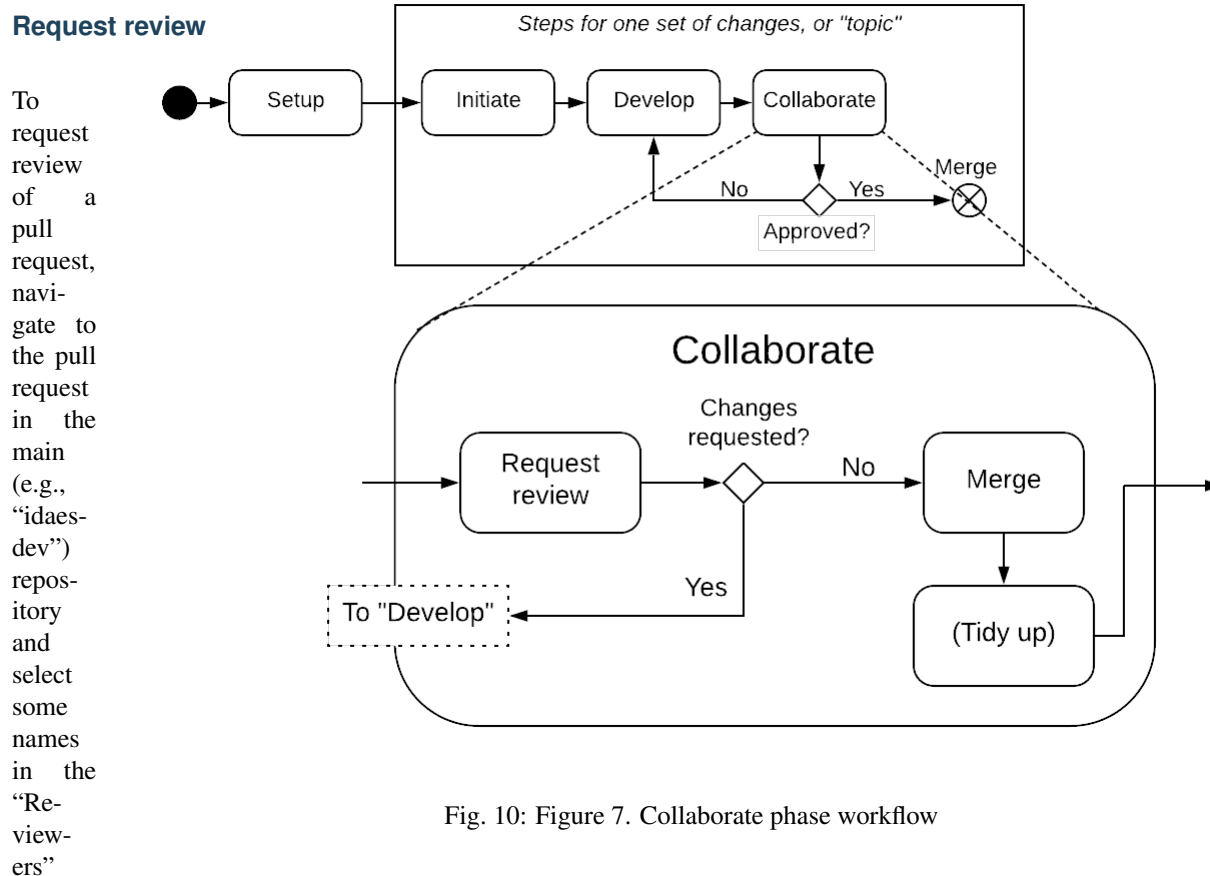 Request review
To
request
review
of a
pull
request,
navi-
gate to
the pull
request
in the
main
(e.g.,
“idaes-
dev”)
repos-
itory
and
select
some
names
in the
“Re-
view-
ers”
Steps for one set of changes, or "topic"
Setup
Initiate
Develop
Collaborate
Merge
No
Yes
Approved?
Collaborate
Changes
requested?
Request
review
No
Merge
Yes
To "Develop"
(Tidy up)
Fig. 10: Figure 7. Collaborate phase workflow